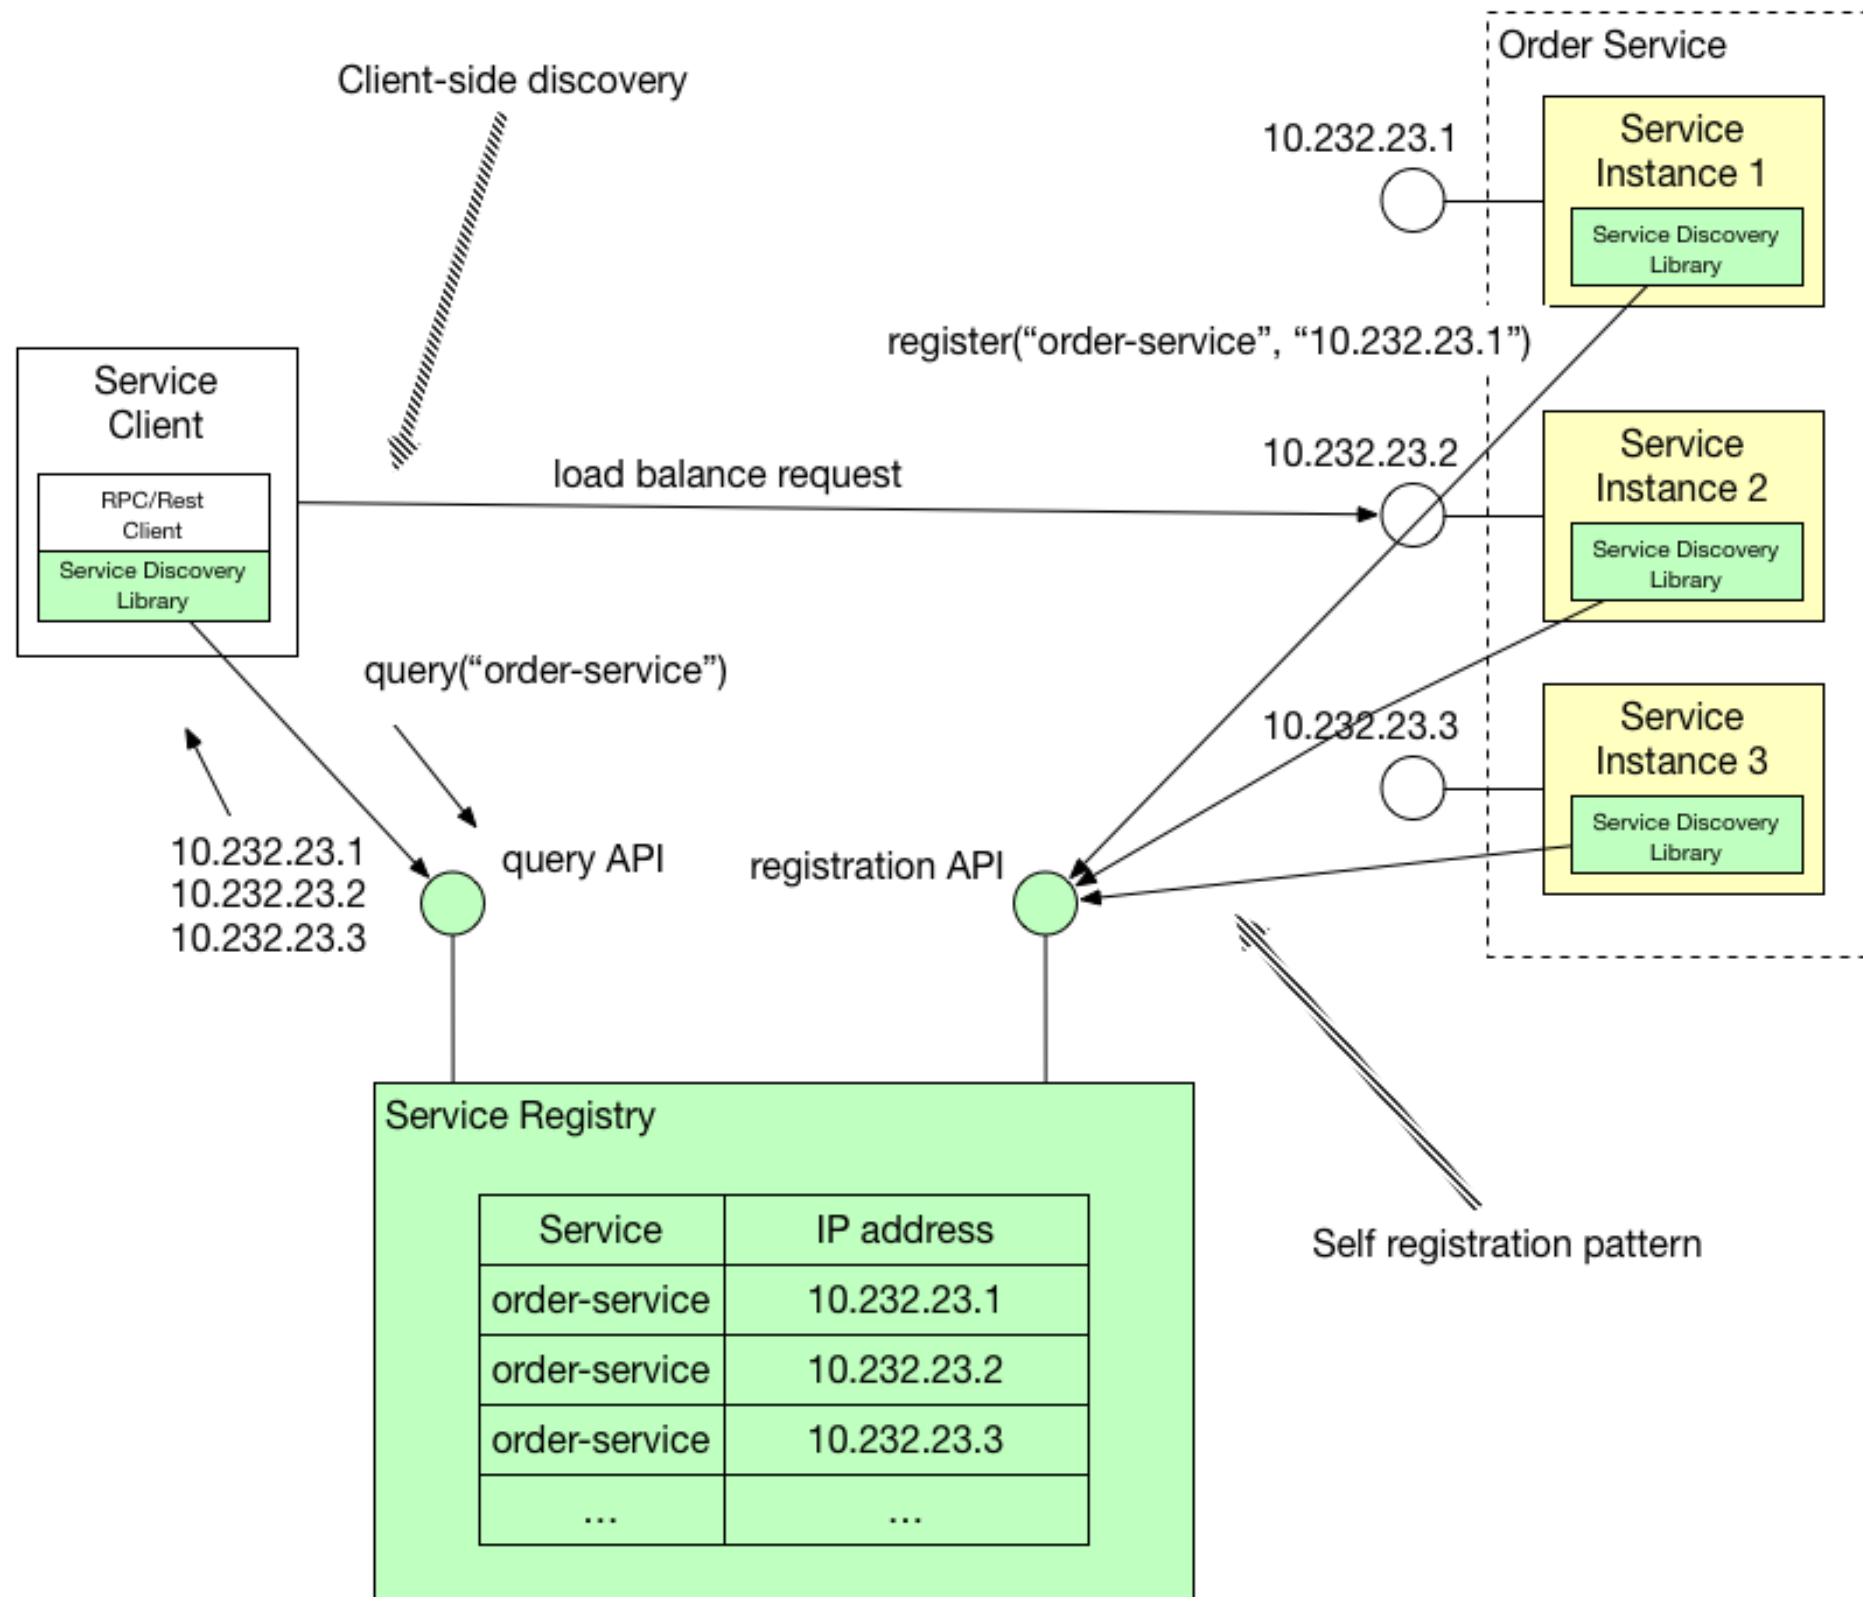 Client-side discovery
Order Service
10.232.23.1
Service
Instance 1
Service Discovery
Library
register(“order-service”, “10.232.23.1”)
Service
Client
RPC/Rest
Client
Service Discovery
Library
load balance request
10.232.23.2
Service
Instance 2
Service Discovery
Library
query(“order-service”)
10.232.23.3
Service
Instance 3
Service Discovery
Library
10.232.23.1
10.232.23.2
10.232.23.3
query API
registration API
Service Registry
Service IP address
order-service 10.232.23.1
order-service 10.232.23.2
order-service 10.232.23.3
... ...
Self registration pattern